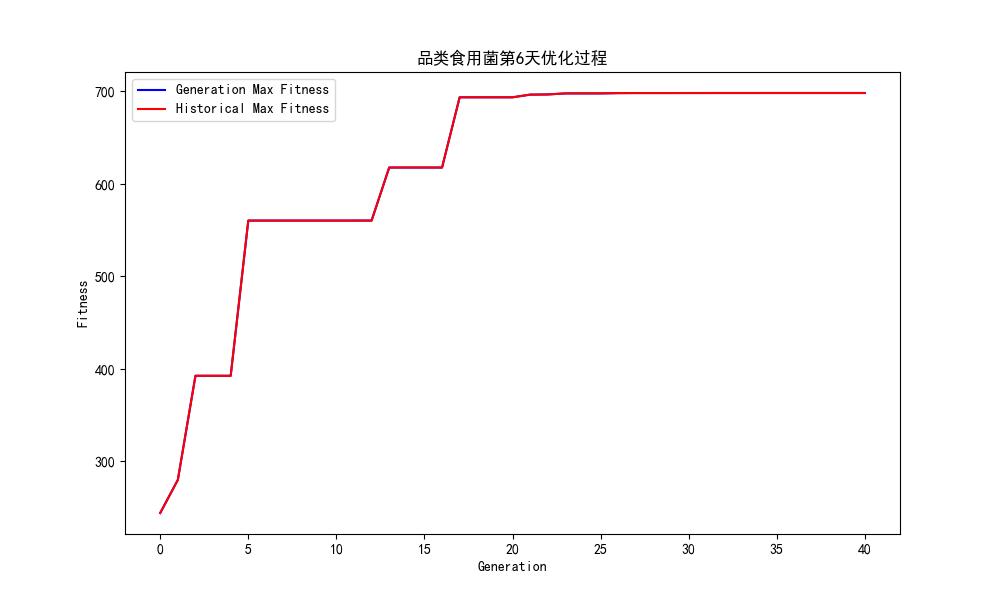 品类食用菌第6天优化过程
Generation Max Fitness
Historical Max Fitness
700
600
500
400
300
Fitness
0 5 10 15 20 25 30 35 40
Generation